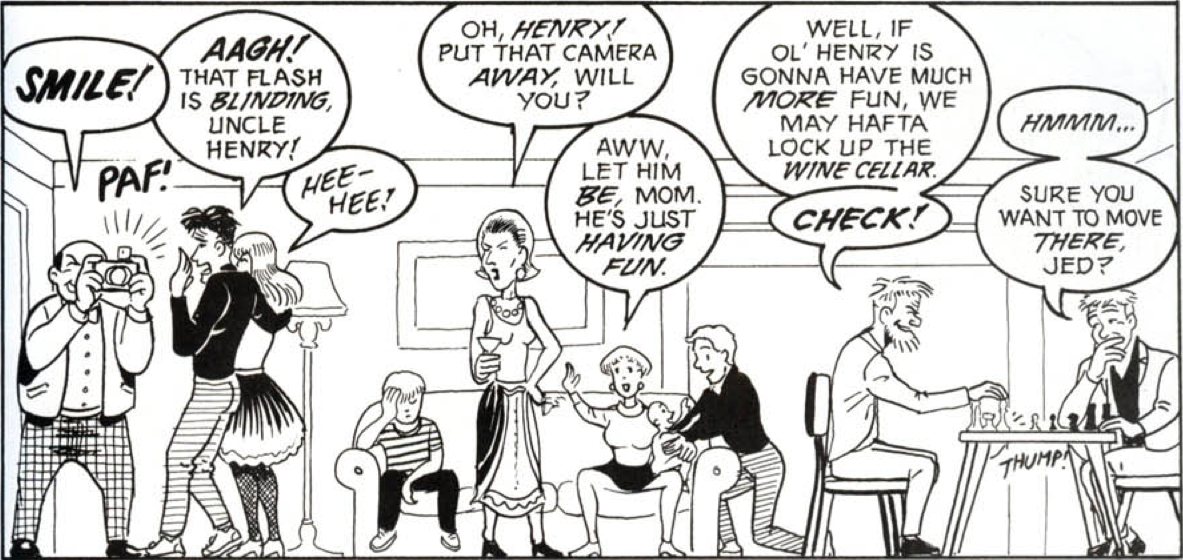 SMILE!
PAF!
AAGH!
THAT FLASH
IS BLINDING,
UNCLE
HENRY!
HEE-
HEE!
OH, HENRY!
PUT THAT CAMERA
AWAY, WILL
YOU?
AWW,
LET HIM
BE, MOM.
HE'S JUST
HAVING
FUN.
WELL, IF
OL' HENRY IS
GONNA HAVE MUCH
MORE FUN, WE
MAY HAFTA
LOCK UP THE
WINE CELLAR.
CHECK!
THUMP!
HMMM...
SURE YOU
WANT TO MOVE
THERE,
JED?